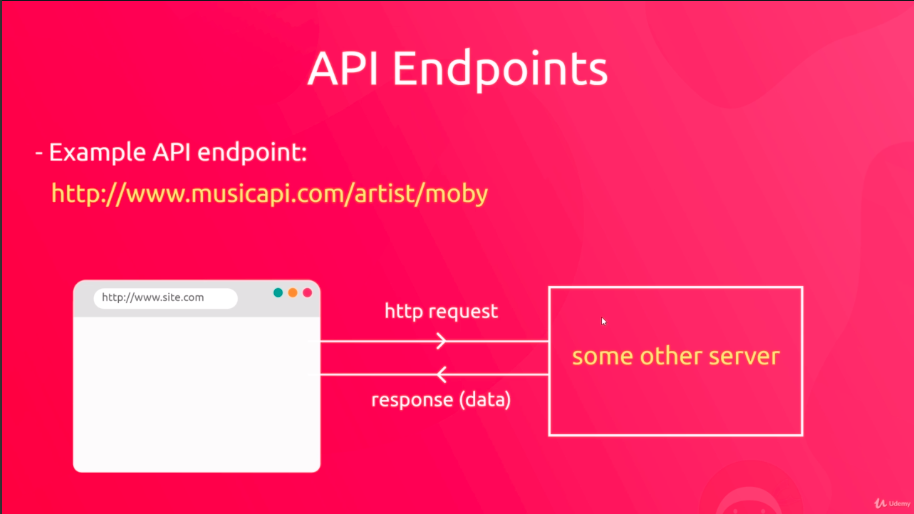 API Endpoints
- Example API endpoint:
http://www.musicapi.com/artist/moby
http://www.site.com
http request
some other server
response (data)
Udemy